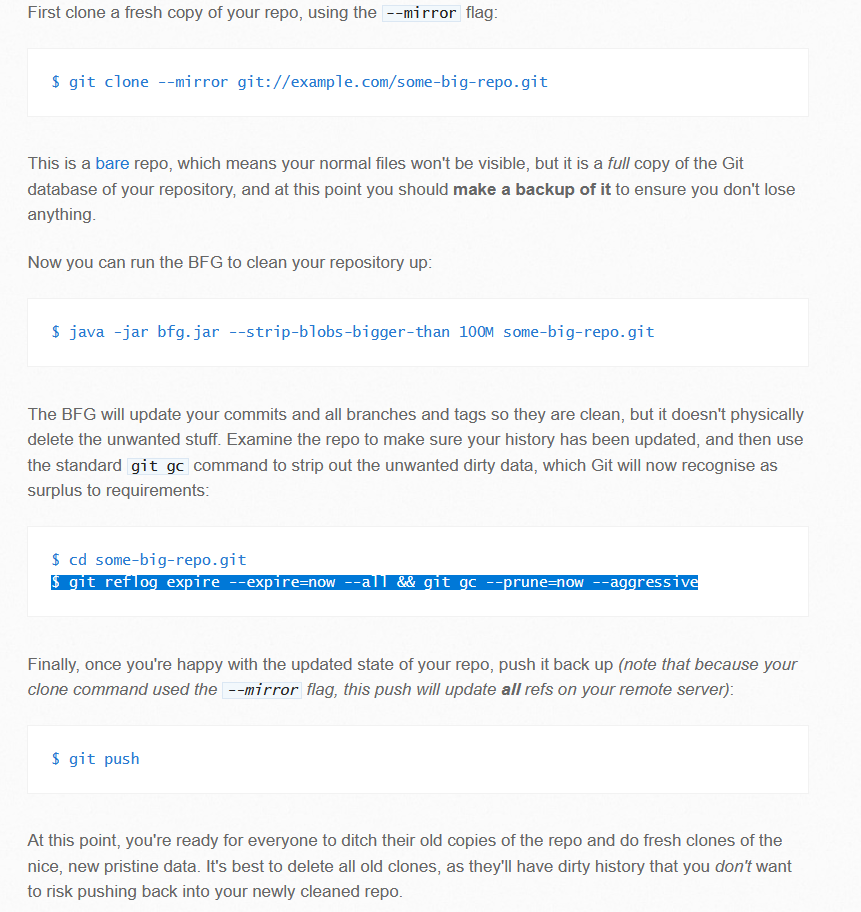 First clone a fresh copy of your repo, using the --mirror flag:
$ git clone --mirror git://example.com/some-big-repo.git
This is a bare repo, which means your normal files won't be visible, but it is a full copy of the Git
database of your repository, and at this point you should make a backup of it to ensure you don't lose
anything.
Now you can run the BFG to clean your repository up:
$ java -jar bfg.jar --strip-blobs-bigger-than 100M some-big-repo.git
The BFG will update your commits and all branches and tags so they are clean, but it doesn't physically
delete the unwanted stuff. Examine the repo to make sure your history has been updated, and then use
the standard git gc command to strip out the unwanted dirty data, which Git will now recognise as
surplus to requirements:
$ cd some-big-repo.git
$ git reflog expire --expire=now --all && git gc --prune=now --aggressive
Finally, once you're happy with the updated state of your repo, push it back up (note that because your
clone command used the --mirror flag, this push will update all refs on your remote server):
$ git push
At this point, you're ready for everyone to ditch their old copies of the repo and do fresh clones of the
nice, new pristine data. It's best to delete all old clones, as they'll have dirty history that you don't want
to risk pushing back into your newly cleaned repo.